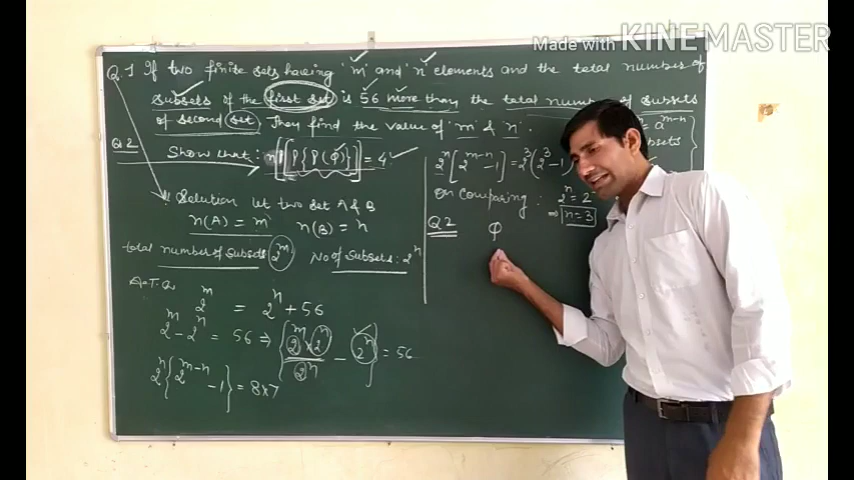 Made with KINEMASTER
Q.1 If two finite sets having 'm' and 'n' elements and the total number of
subsets of the first set is 56 more than the total number of subsets
of second set. They find the value of 'm' & 'n'.
= a^{m-n}
Q2 Show that: n[P{P(ϕ)}] = 4
Solution let two set A & B
n(A) = m n(B) = n
total number of subsets 2^m No of subsets: 2^n
A.T.Q.
2^m = 2^n + 56
2^m - 2^n = 56 ⇒ {2^m × 2^n / 2^n - 2^n} = 56
2^n {2^{m-n} - 1} = 8×7
2^n [2^{m-n} - 1] = 2^3 (2^3 - 1)
on comparing: 2^n = 2
⇒ n = 3
Q2 ϕ